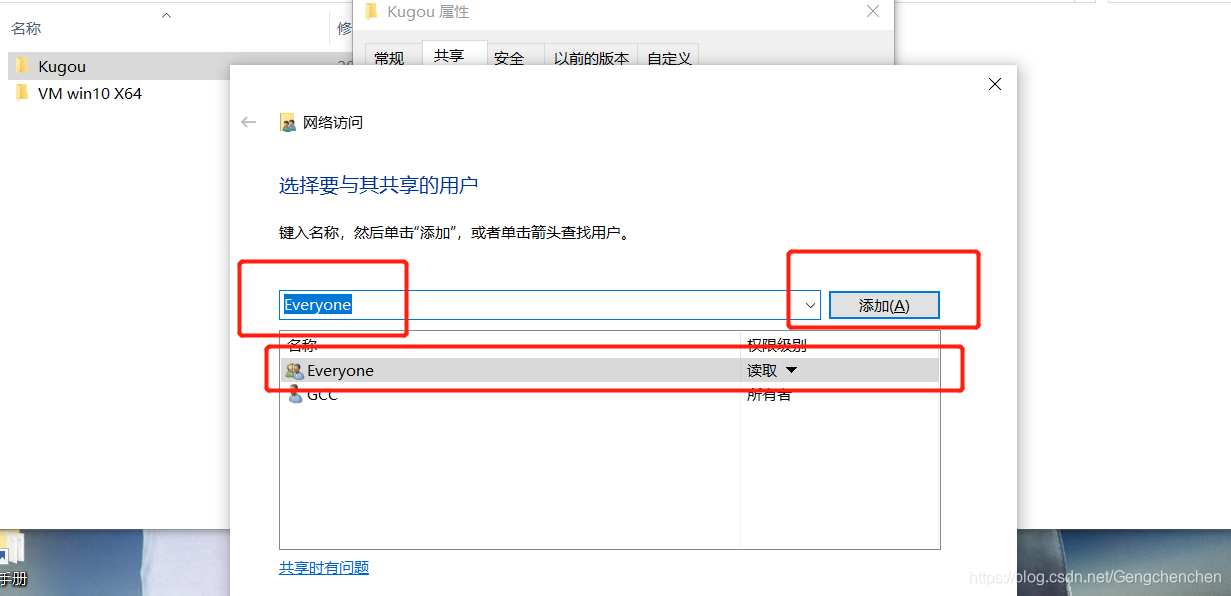 Kugou 属性
名称
修
常规
共享
安全
以前的版本
自定义
Kugou
VM win10 X64
网络访问
选择要与其共享的用户
键入名称，然后单击“添加”，或者单击箭头查找用户。
Everyone
添加(A)
名称
权限级别
Everyone
读取
GCC
所有者
共享时有问题
手册
https://blog.csdn.net/Gengchenchen